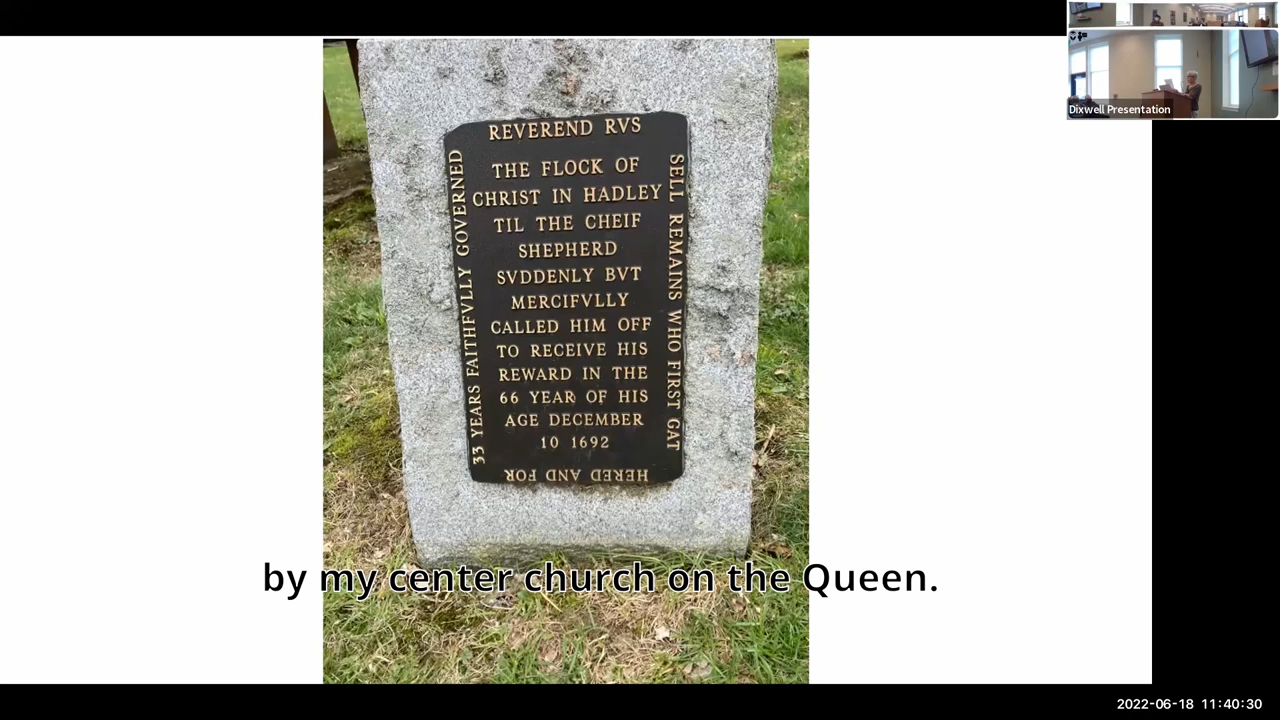 REVEREND RVS
SELL REMAINS WHO FIRST GAT
HERED AND FOR
33 YEARS FAITHFVLLY GOVERNED
THE FLOCK OF
CHRIST IN HADLEY
TIL THE CHEIF
SHEPHERD
SVDDENLY BVT
MERCIFVLLY
CALLED HIM OFF
TO RECEIVE HIS
REWARD IN THE
66 YEAR OF HIS
AGE DECEMBER
10 1692
by my center church on the Queen.
Dixwell Presentation
2022-06-18 11:40:30